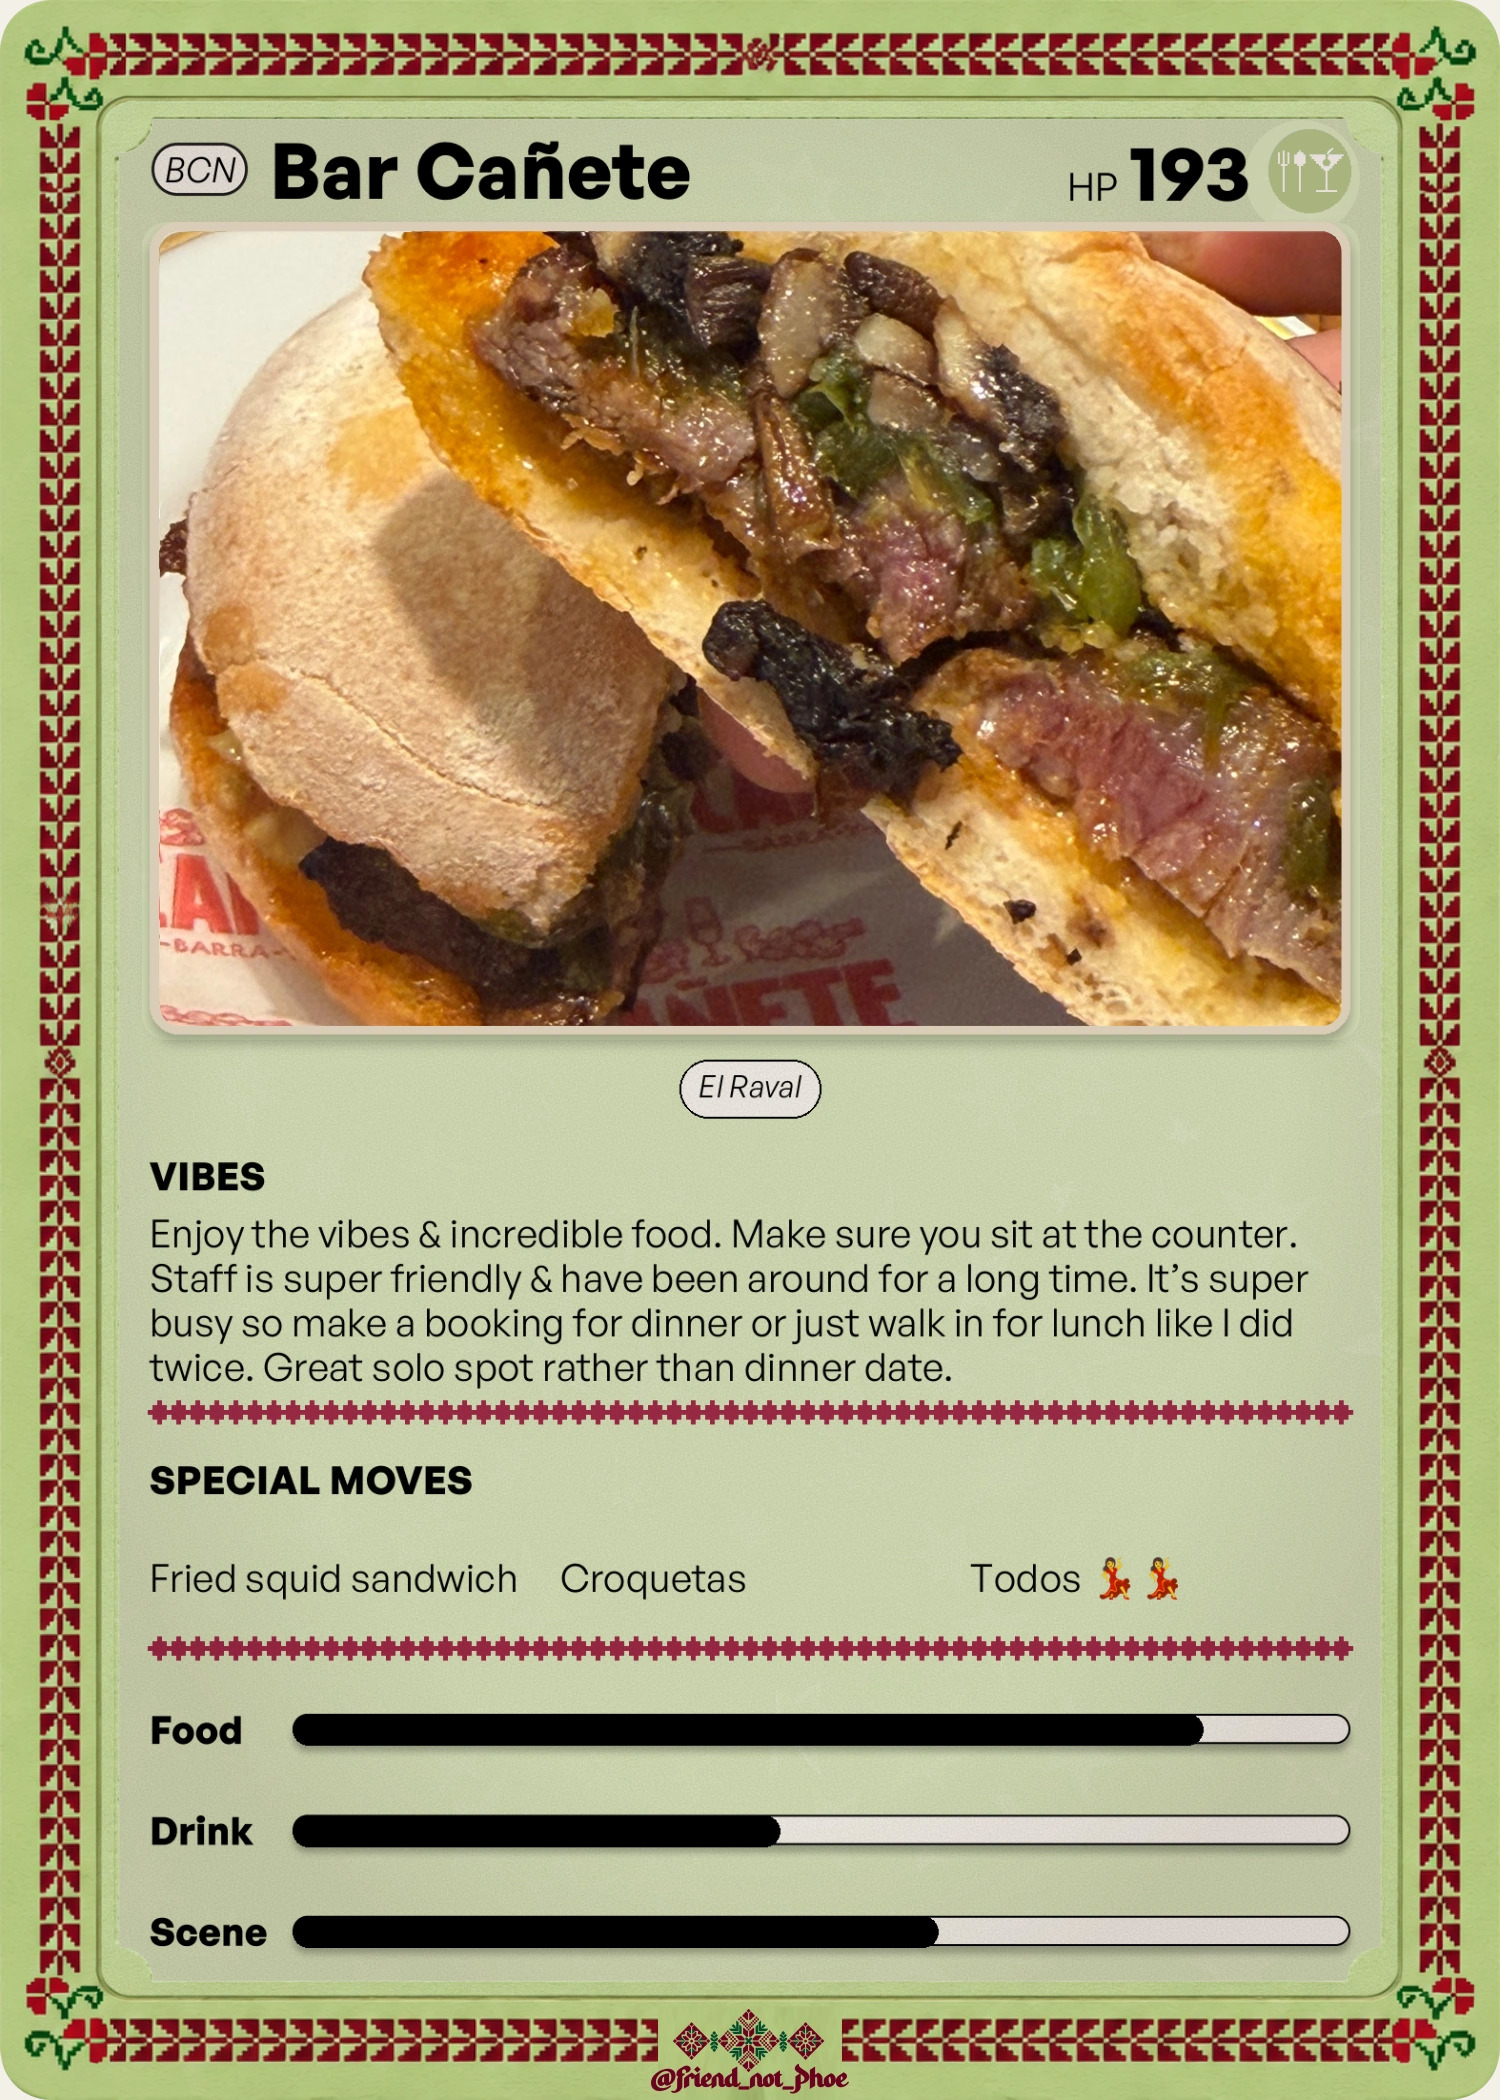 BCN Bar Cañete HP 193
-BARRA-
El Raval
VIBES
Enjoy the vibes & incredible food. Make sure you sit at the counter.
Staff is super friendly & have been around for a long time. It’s super
busy so make a booking for dinner or just walk in for lunch like I did
twice. Great solo spot rather than dinner date.
SPECIAL MOVES
Fried squid sandwich Croquetas Todos 💃💃
Food
Drink
Scene
@friend_not_phoe